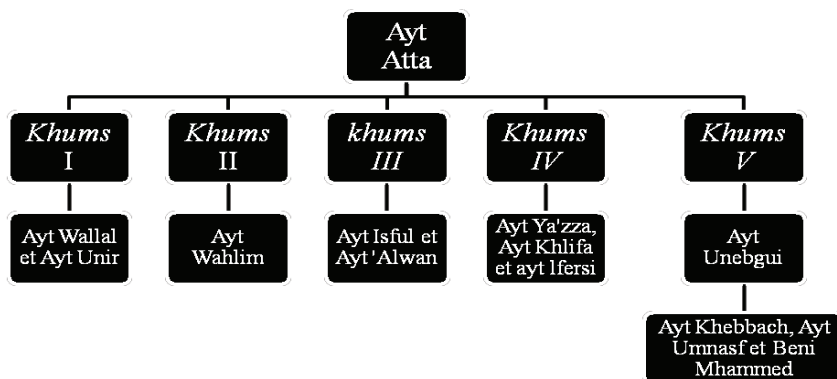 Ayt
Atta
Khums
I
Khums
II
khums
III
Khums
IV
Khums
V
Ayt Wallal
et Ayt Unir
Ayt
Wahlim
Ayt Isful et
Ayt 'Alwan
Ayt Ya'zza,
Ayt Khlifa
et ayt lfersi
Ayt
Unebgui
Ayt Khebbach, Ayt
Umnasf et Beni
Mhammed